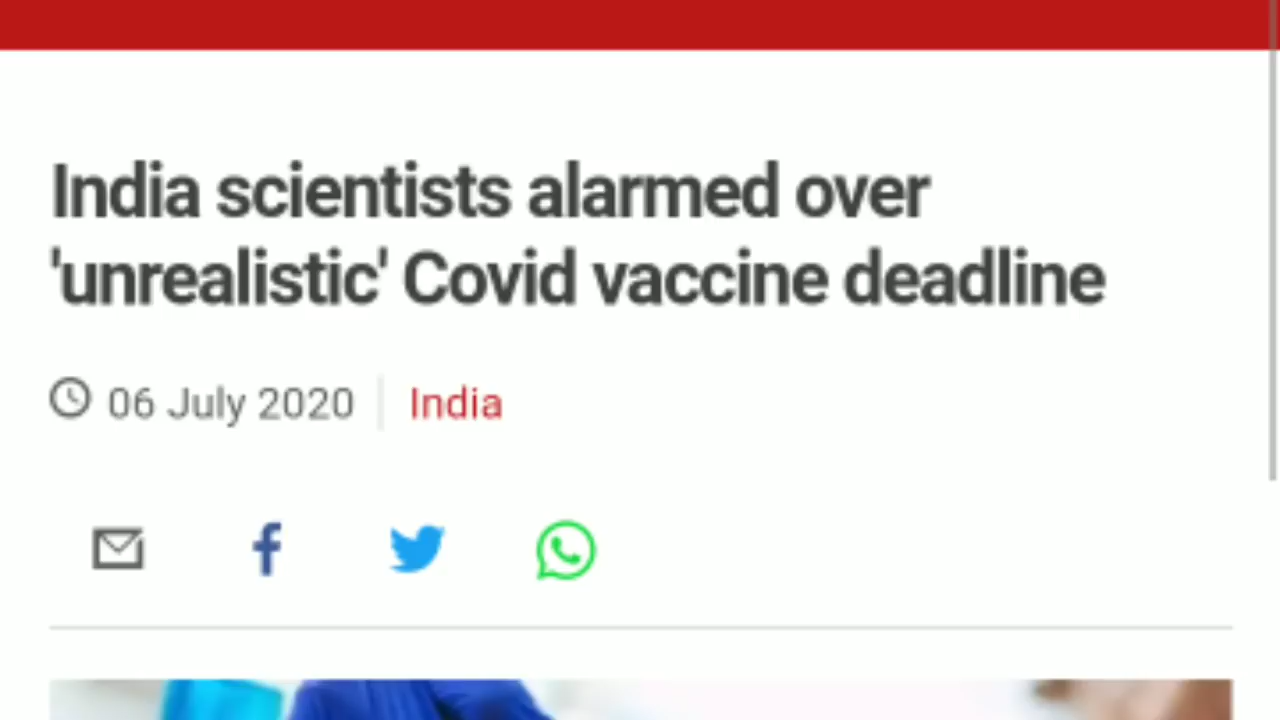 India scientists alarmed over
'unrealistic' Covid vaccine deadline
06 July 2020 India